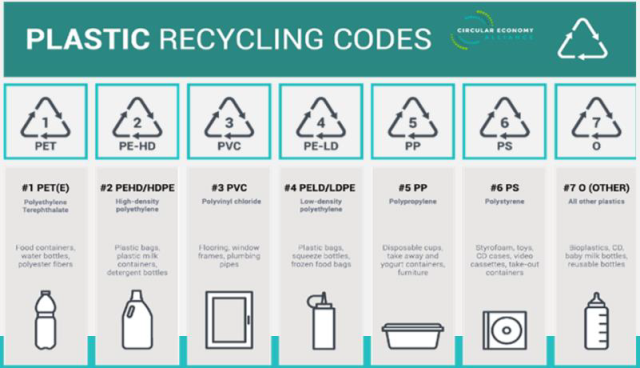 PLASTIC RECYCLING CODES
CIRCULAR ECONOMY
ALLIANCE
1
PET
2
PE-HD
3
PVC
4
PE-LD
5
PP
6
PS
7
O
#1 PET(E)
Polyethylene
Terephthalate
Food containers,
water bottles,
polyester fibers
#2 PEHD/HDPE
High-density
polyethylene
Plastic bags,
plastic milk
containers,
detergent bottles
#3 PVC
Polyvinyl chloride
Flooring, window
frames, plumbing
pipes
#4 PELD/LDPE
Low-density
polyethylene
Plastic bags,
squeeze bottles,
frozen food bags
#5 PP
Polypropylene
Disposable cups,
take away and
yogurt containers,
furniture
#6 PS
Polystyrene
Styrofoam, toys,
CD cases, video
cassettes, take-out
containers
#7 O (OTHER)
All other plastics
Bioplastics, CD,
baby milk bottles,
reusable bottles